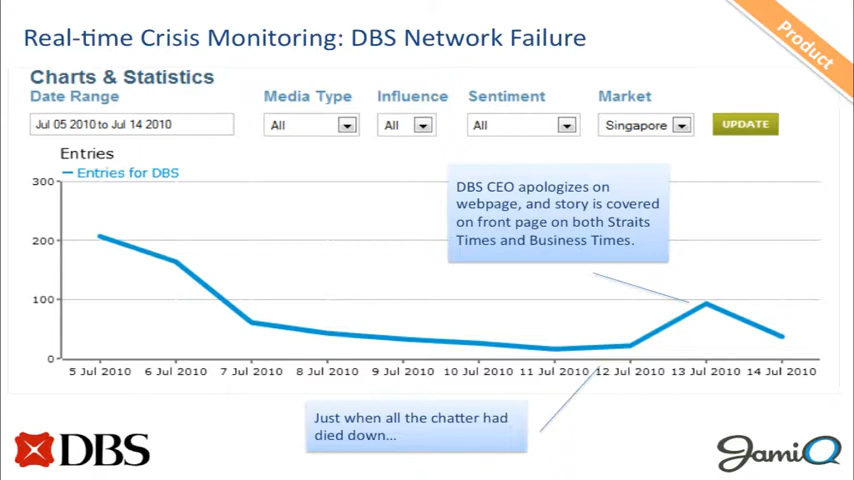 Real-time Crisis Monitoring: DBS Network Failure
Product
Charts & Statistics
Date Range
Media Type
Influence
Sentiment
Market
Jul 05 2010 to Jul 14 2010
All
All
All
Singapore
UPDATE
Entries
Entries for DBS
300
200
100
0
DBS CEO apologizes on
webpage, and story is covered
on front page on both Straits
Times and Business Times.
5 Jul 2010
6 Jul 2010
7 Jul 2010
8 Jul 2010
9 Jul 2010
10 Jul 2010
11 Jul 2010
12 Jul 2010
13 Jul 2010
14 Jul 2010
Just when all the chatter had
died down...
DBS
JamiQ